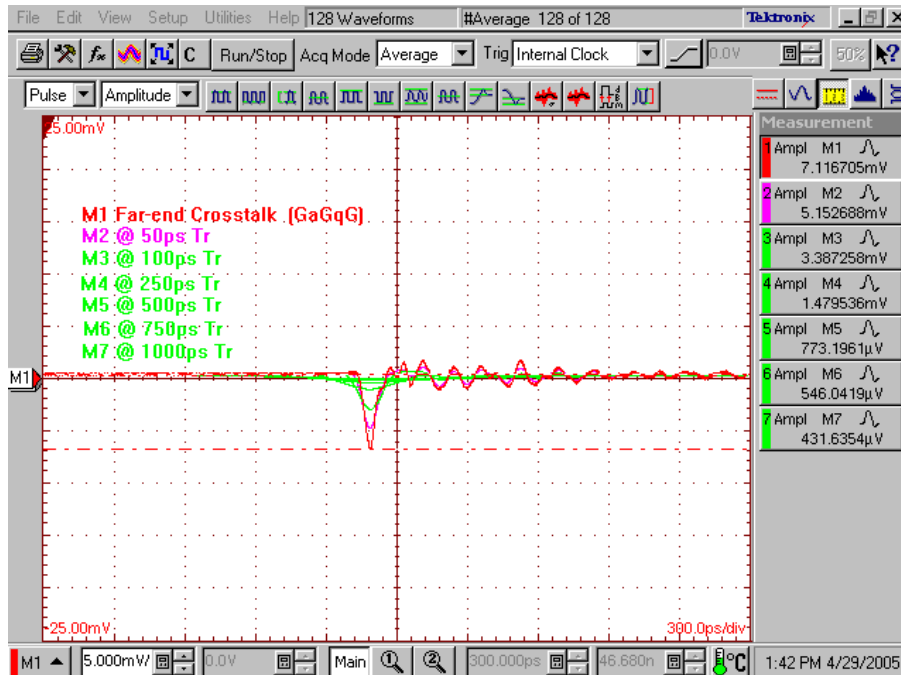 File Edit View Setup Utilities Help 128 Waveforms #Average 128 of 128 Tektronix
fx C Run/Stop Acq Mode Average Trig Internal Clock 0.0V 50% ?
Pulse Amplitude
Measurement
25.00mV
1 Ampl M1
7.116705mV
2 Ampl M2
5.152688mV
3 Ampl M3
3.387258mV
4 Ampl M4
1.479536mV
5 Ampl M5
773.1961µV
6 Ampl M6
546.0419µV
7 Ampl M7
431.6354µV
M1 Far-end Crosstalk (GaGqG)
M2 @ 50ps Tr
M3 @ 100ps Tr
M4 @ 250ps Tr
M5 @ 500ps Tr
M6 @ 750ps Tr
M7 @ 1000ps Tr
M1
-25.00mV 300.0ps/div
M1 5.000mV/ 0.0V Main 1 2 300.000ps 46.680n °C 1:42 PM 4/29/2005